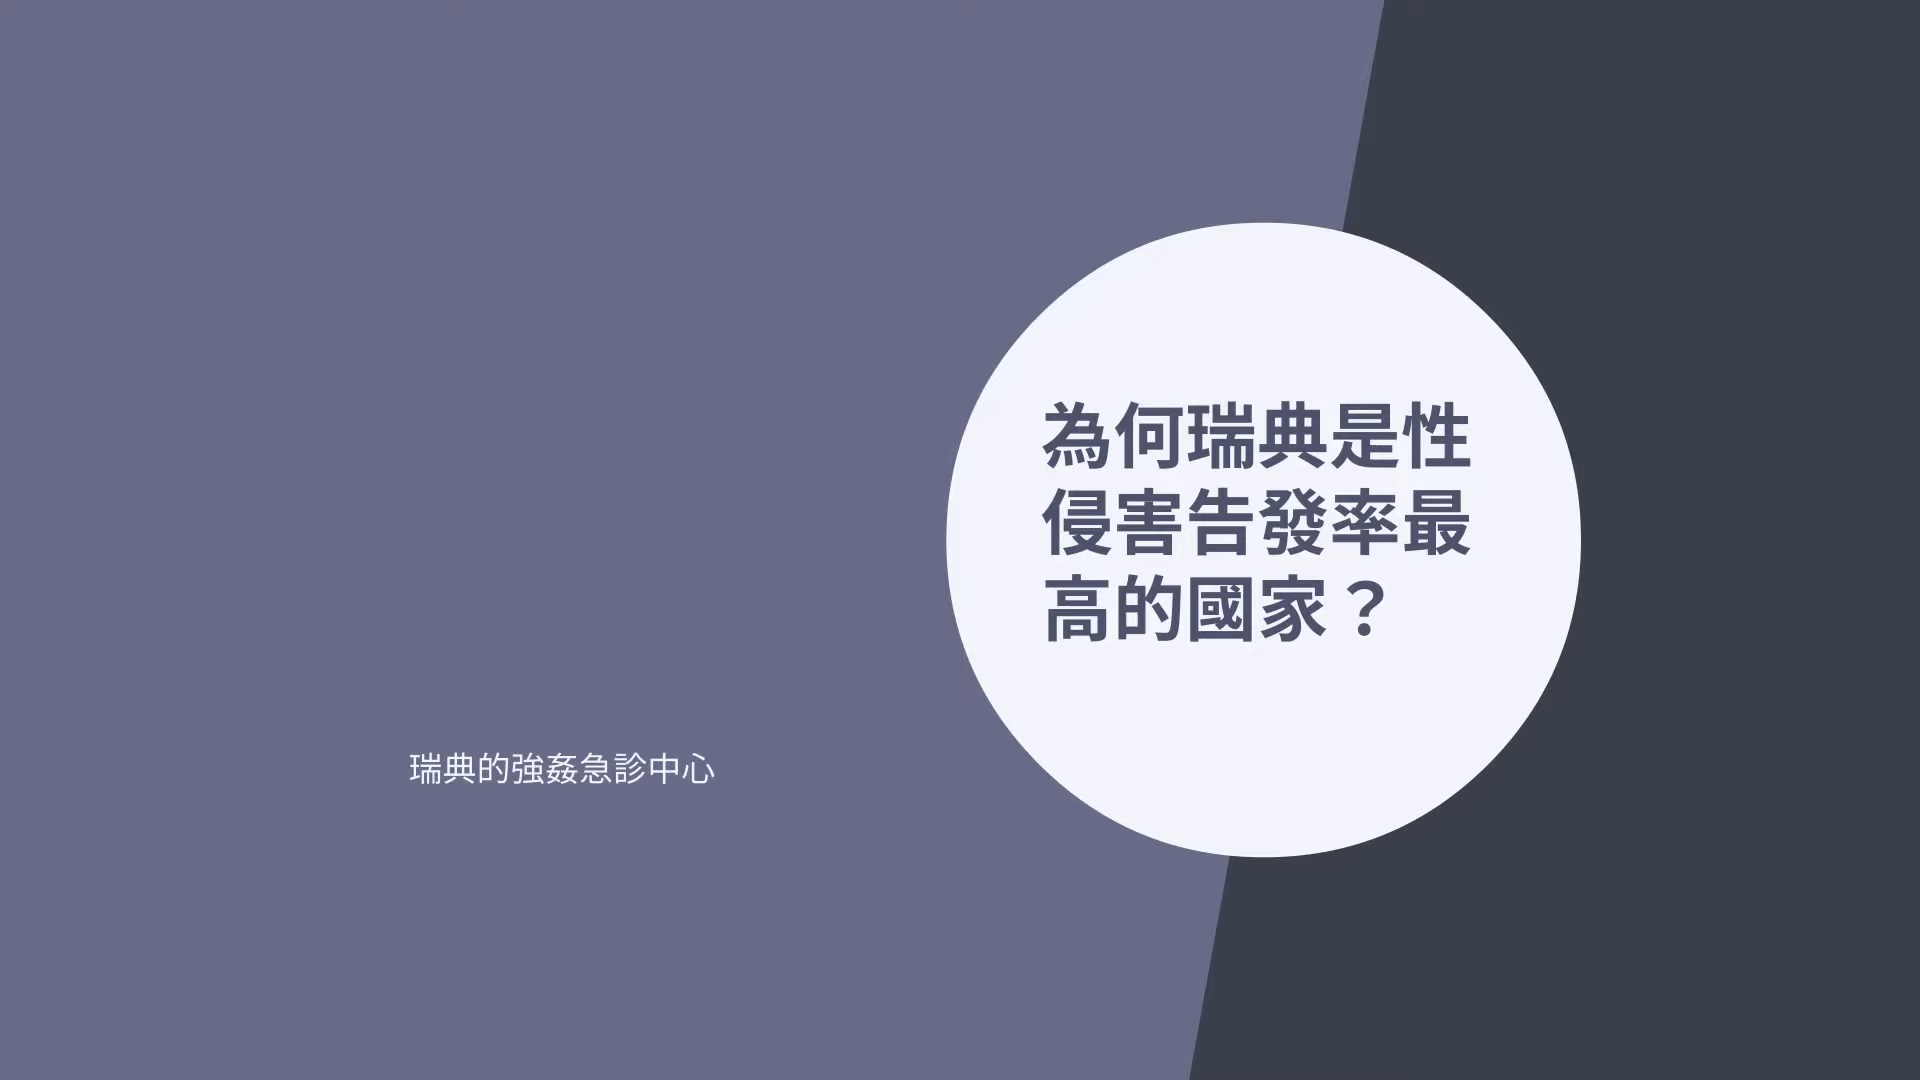 為何瑞典是性
侵害告發率最
高的國家？
瑞典的強姦急診中心